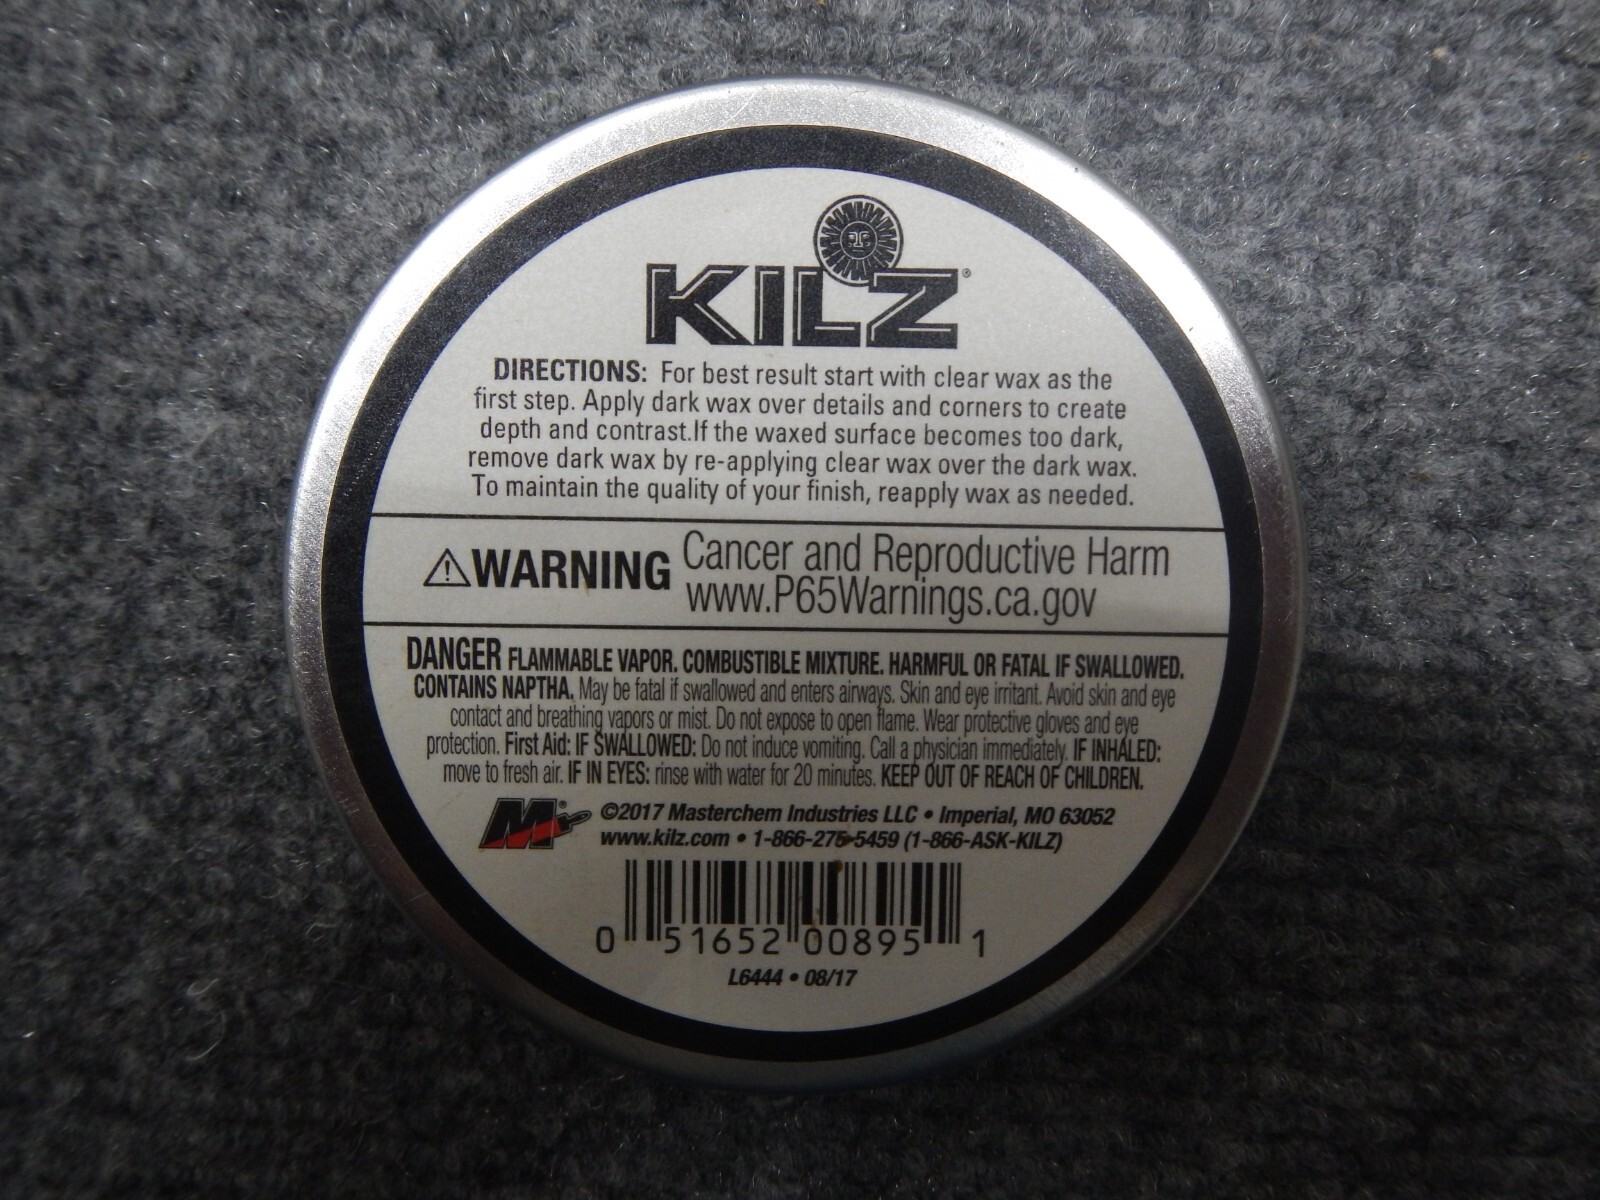 KILZ®
DIRECTIONS: For best result start with clear wax as the
first step. Apply dark wax over details and corners to create
depth and contrast.If the waxed surface becomes too dark,
remove dark wax by re-applying clear wax over the dark wax.
To maintain the quality of your finish, reapply wax as needed.
⚠WARNING Cancer and Reproductive Harm
www.P65Warnings.ca.gov
DANGER FLAMMABLE VAPOR. COMBUSTIBLE MIXTURE. HARMFUL OR FATAL IF SWALLOWED.
CONTAINS NAPTHA. May be fatal if swallowed and enters airways. Skin and eye irritant. Avoid skin and eye
contact and breathing vapors or mist. Do not expose to open flame. Wear protective gloves and eye
protection. First Aid: IF SWALLOWED: Do not induce vomiting. Call a physician immediately. IF INHALED:
move to fresh air. IF IN EYES: rinse with water for 20 minutes. KEEP OUT OF REACH OF CHILDREN.
M® ©2017 Masterchem Industries LLC • Imperial, MO 63052
www.kilz.com • 1-866-275-5459 (1-866-ASK-KILZ)
0 51652 00895 1
L6444 • 08/17